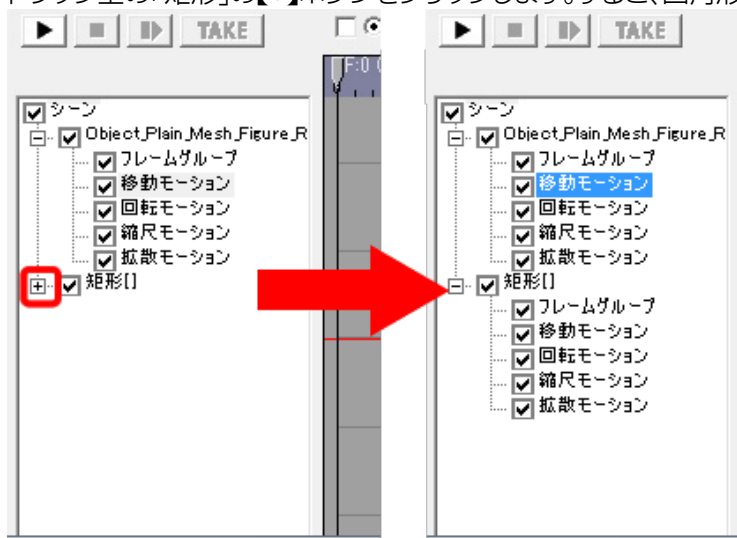 TAKE
F:0
シーン
Object_Plain_Mesh_Figure_R
フレームグループ
移動モーション
回転モーション
縮尺モーション
拡散モーション
矩形[]
TAKE
シーン
Object_Plain_Mesh_Figure_R
フレームグループ
移動モーション
回転モーション
縮尺モーション
拡散モーション
矩形[]
フレームグループ
移動モーション
回転モーション
縮尺モーション
拡散モーション